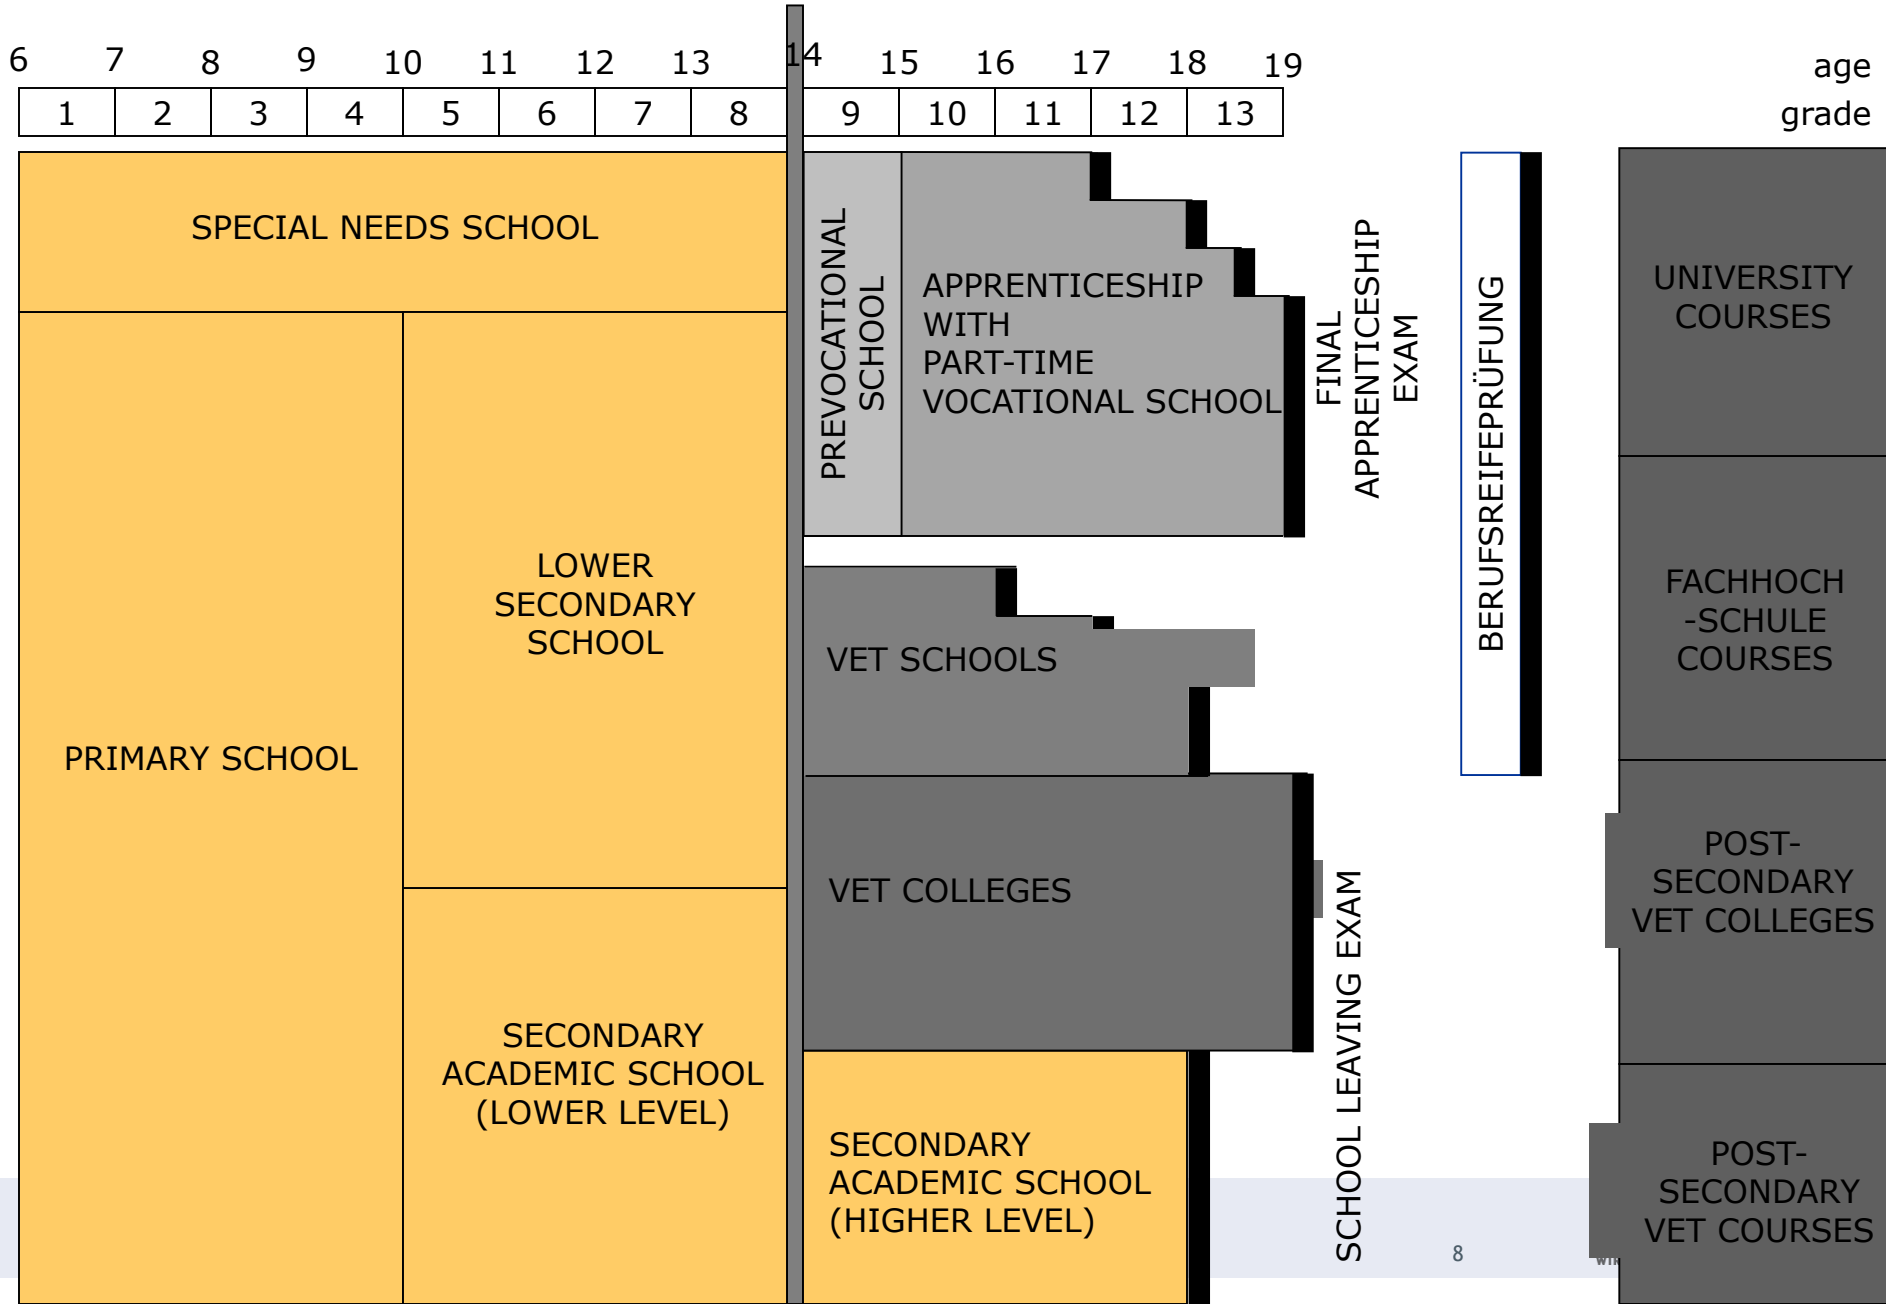 6 7 8 9 10 11 12 13 14 15 16 17 18 19 age
1 2 3 4 5 6 7 8 9 10 11 12 13 grade
SPECIAL NEEDS SCHOOL
PRIMARY SCHOOL
LOWER
SECONDARY
SCHOOL
SECONDARY
ACADEMIC SCHOOL
(LOWER LEVEL)
PREVOCATIONAL
SCHOOL
APPRENTICESHIP
WITH
PART-TIME
VOCATIONAL SCHOOL
VET SCHOOLS
VET COLLEGES
SECONDARY
ACADEMIC SCHOOL
(HIGHER LEVEL)
FINAL
APPRENTICESHIP
EXAM
SCHOOL LEAVING EXAM
BERUFSREIFEPRÜFUNG
UNIVERSITY
COURSES
FACHHOCH
-SCHULE
COURSES
POST-
SECONDARY
VET COLLEGES
POST-
SECONDARY
VET COURSES
8